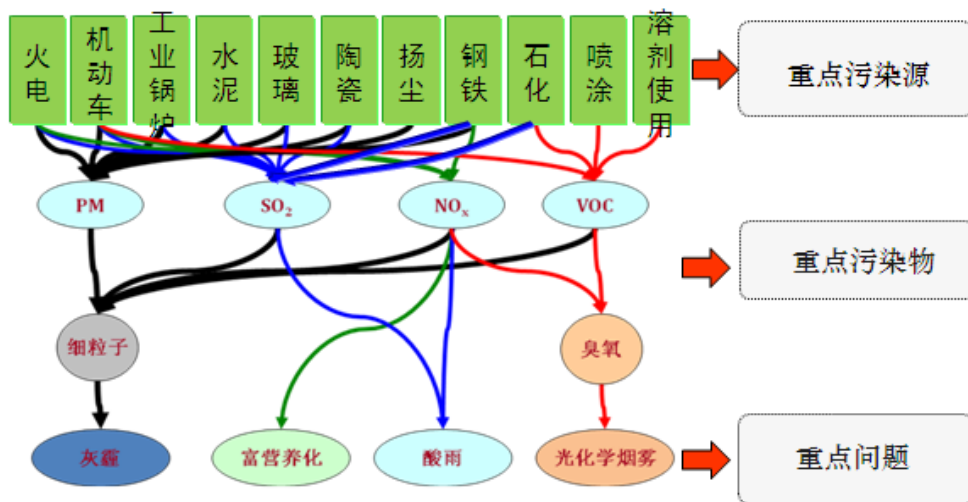 火电
机动车
工业锅炉
水泥
玻璃
陶瓷
扬尘
钢铁
石化
喷涂
溶剂使用
重点污染源
PM
SO₂
NOₓ
VOC
重点污染物
细粒子
臭氧
灰霾
富营养化
酸雨
光化学烟雾
重点问题